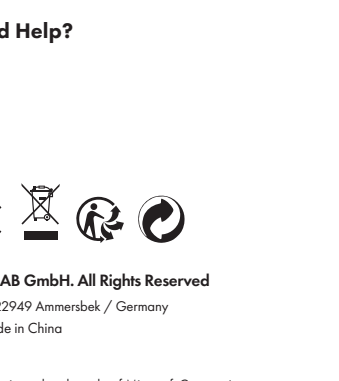 d Help?
AB GmbH. All Rights Reserved
22949 Ammersbek / Germany
de in China